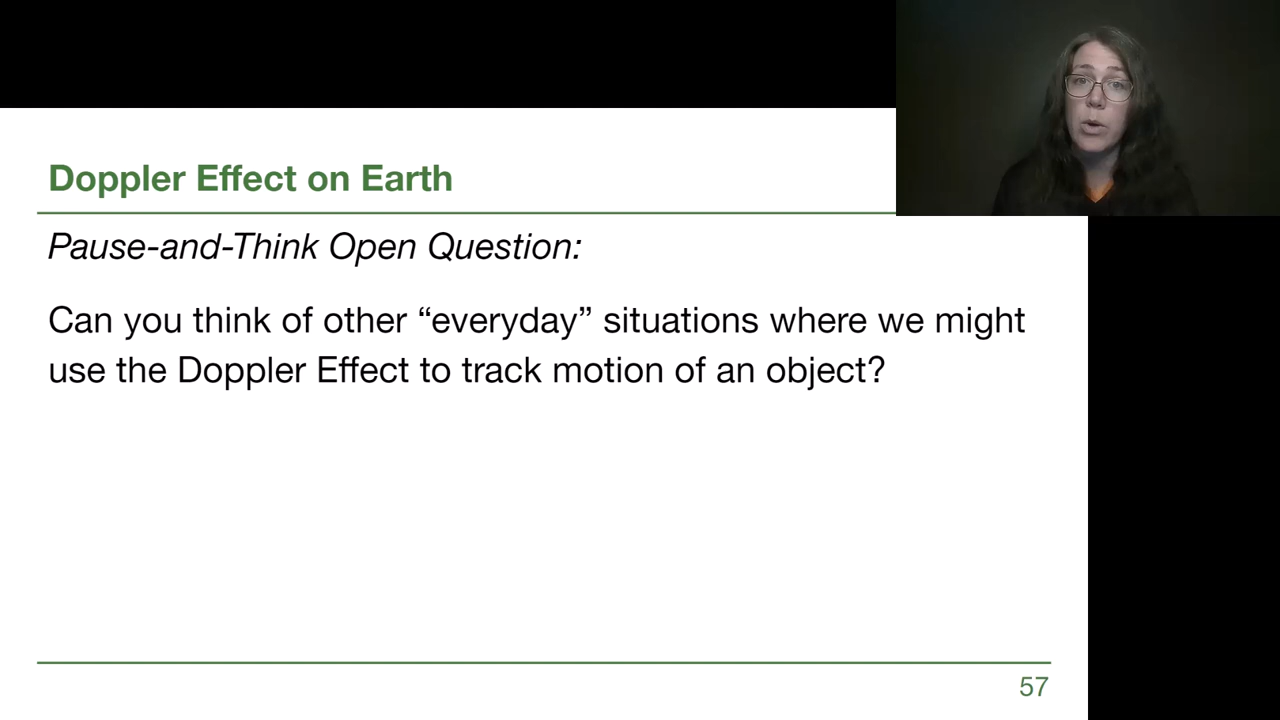 Doppler Effect on Earth
Pause-and-Think Open Question:
Can you think of other “everyday” situations where we might
use the Doppler Effect to track motion of an object?
57